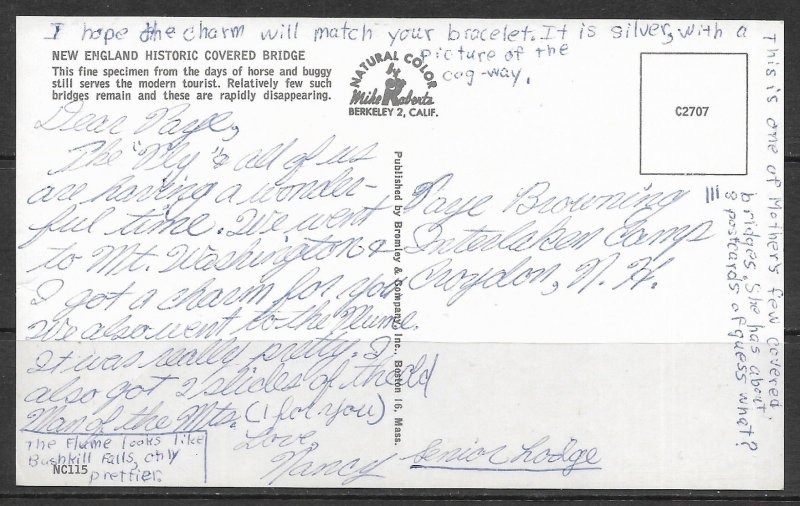 I hope the charm will match your bracelet. It is silver, with a
picture of the
cog-way.
NEW ENGLAND HISTORIC COVERED BRIDGE
This fine specimen from the days of horse and buggy
still serves the modern tourist. Relatively few such
bridges remain and these are rapidly disappearing.
NATURAL COLOR
by
Mike Roberts
BERKELEY 2, CALIF.
C2707
Dear Faye,
The "Fly" & all of us
are having a wonder-
ful time. We went
to Mt. Washington &
I got a charm for you.
We also went to the Flume.
It was really pretty. I
also got 2 slides of the old
Man of the Mts. (1 for you)
Love,
Nancy
The Flume looks like
Bushkill Falls, only
prettier.
NC115
Published by Bromley & Company, Inc., Boston 16, Mass.
Faye Browning
Interlaken Camp
Croydon, N. H.
Senior Lodge
This is one of Mother's few covered
bridges. She has about
8 postcards of guess what?